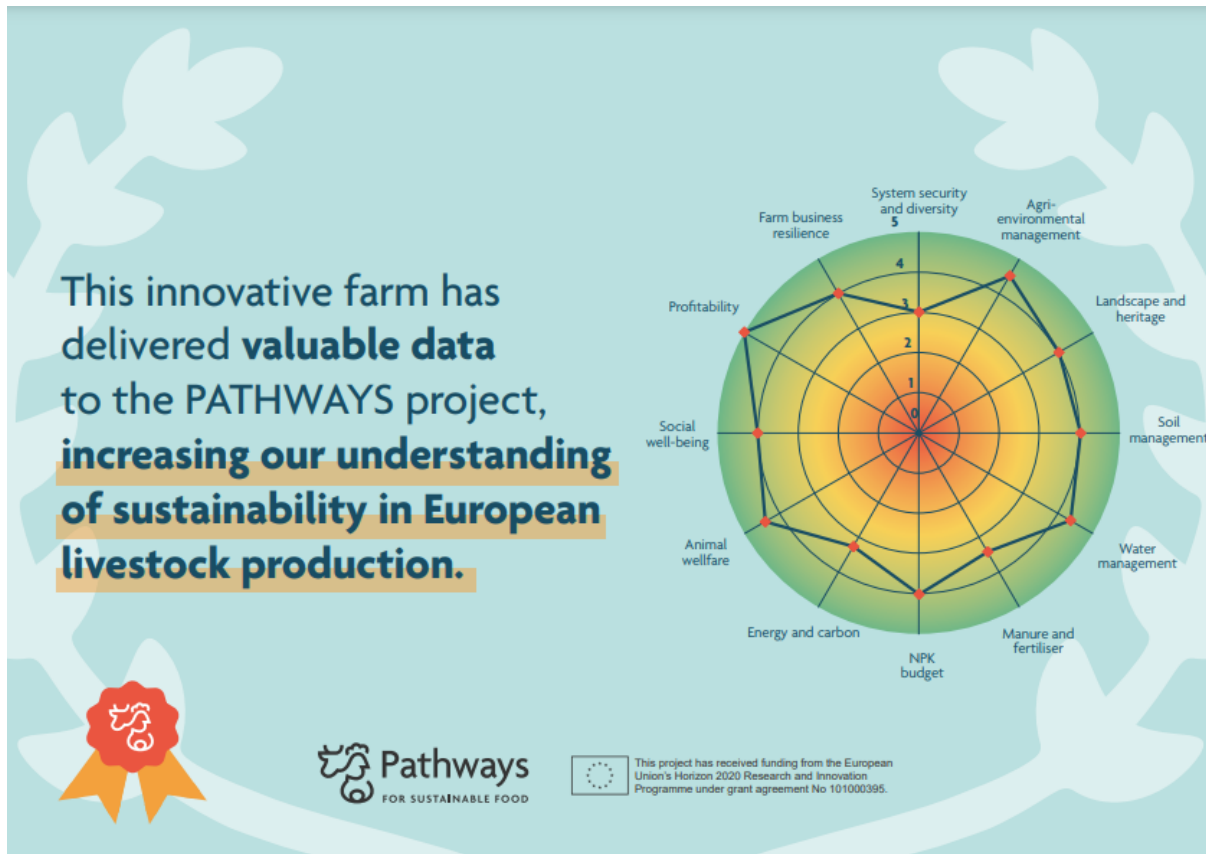 This innovative farm has
delivered valuable data
to the PATHWAYS project,
increasing our understanding
of sustainability in European
livestock production.
System security
and diversity
Agri-
environmental
management
Landscape and
heritage
Soil
management
Water
management
Manure and
fertiliser
NPK
budget
Energy and carbon
Animal
wellfare
Social
well-being
Profitability
Farm business
resilience
5
4
3
2
1
0
Pathways
FOR SUSTAINABLE FOOD
This project has received funding from the European
Union's Horizon 2020 Research and Innovation
Programme under grant agreement No 101000395.